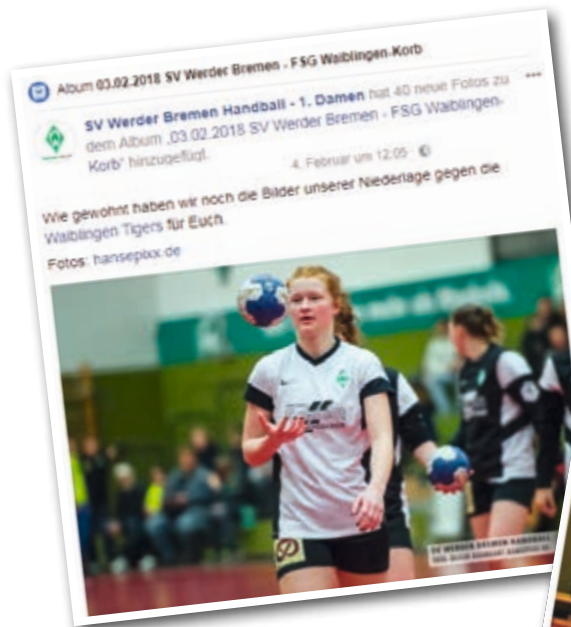 Album 03.02.2018 SV Werder Bremen - FSG Waiblingen-Korb
SV Werder Bremen Handball - 1. Damen hat 40 neue Fotos zu
dem Album „03.02.2018 SV Werder Bremen - FSG Waiblingen-
Korb“ hinzugefügt.
4. Februar um 12:05
Wie gewohnt haben wir noch die Bilder unserer Niederlage gegen die
Waiblingen Tigers für Euch.
Fotos: hansepixx.de
SV WERDER BREMEN HANDBALL